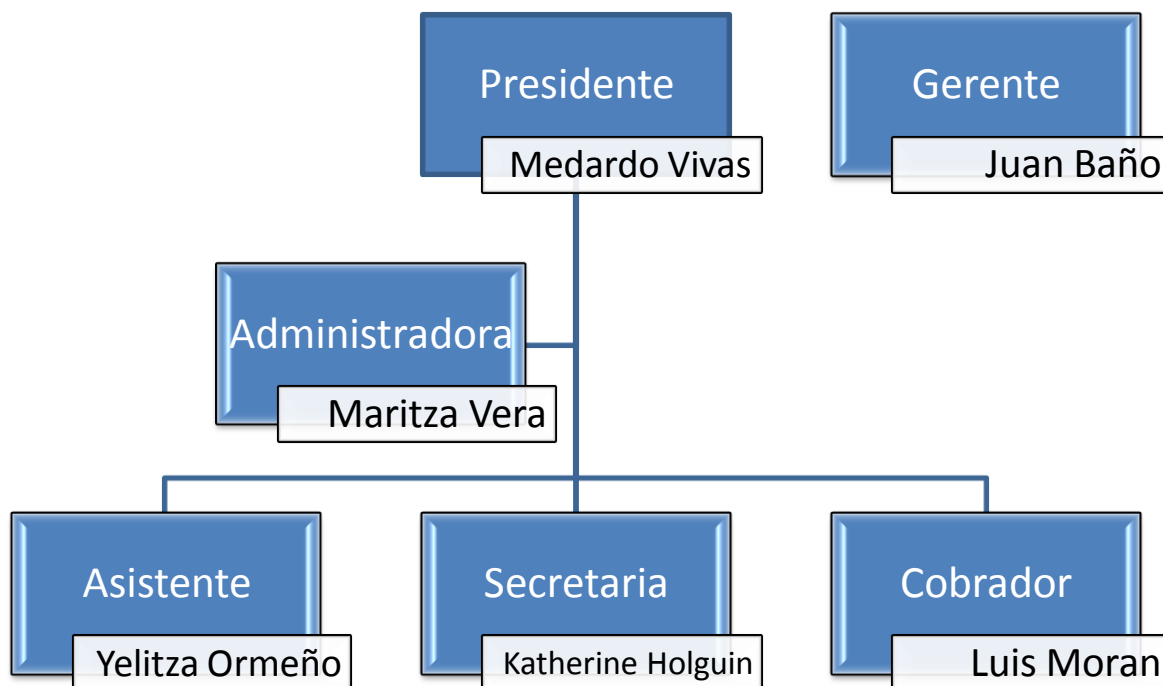 Presidente
Medardo Vivas
Gerente
Juan Baño
Administradora
Maritza Vera
Asistente
Yelitza Ormeño
Secretaria
Katherine Holguin
Cobrador
Luis Moran